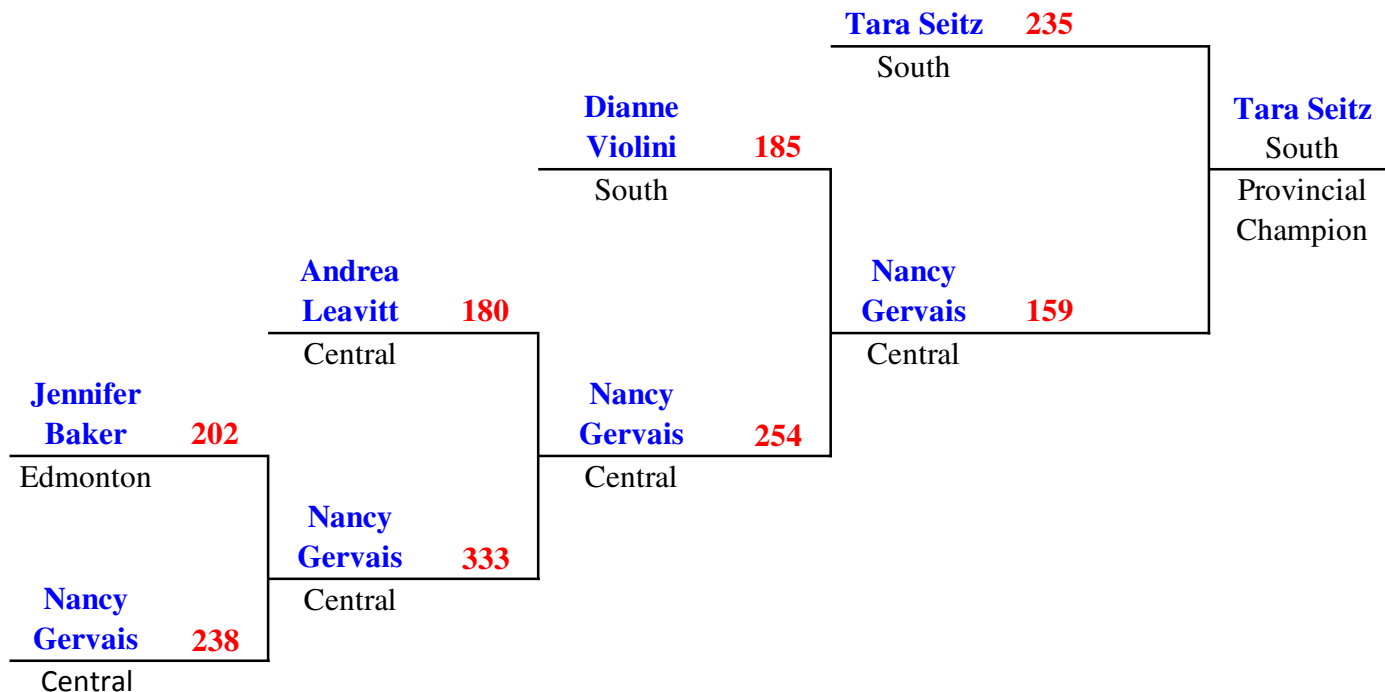 Tara Seitz 235
South
Dianne
Violini 185
South
Tara Seitz
South
Provincial
Champion
Andrea
Leavitt 180
Central
Nancy
Gervais 159
Central
Jennifer
Baker 202
Edmonton
Nancy
Gervais 254
Central
Nancy
Gervais 333
Central
Nancy
Gervais 238
Central